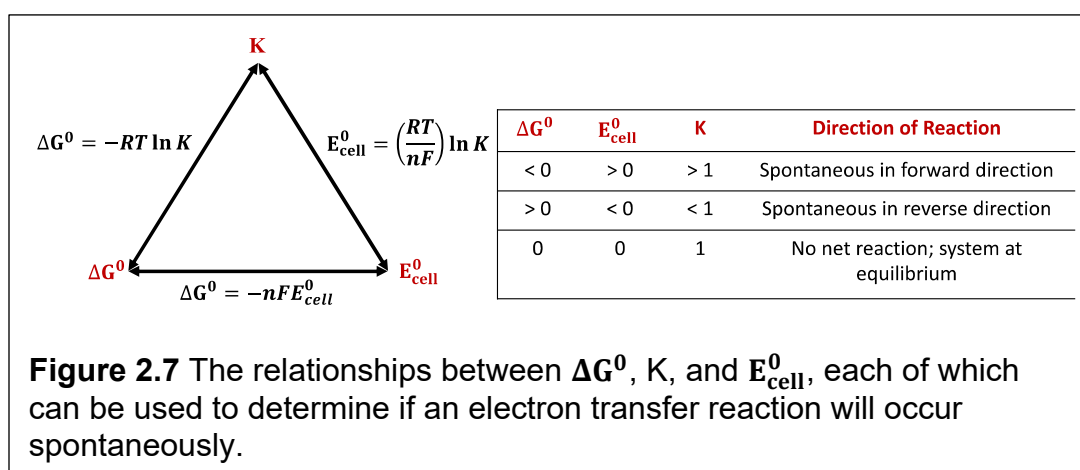 K
ΔG⁰ = −RT ln K
E⁰cell = (RT/nF) ln K
ΔG⁰
E⁰cell
ΔG⁰ = −nFE⁰cell
ΔG⁰ E⁰cell K Direction of Reaction
< 0 > 0 > 1 Spontaneous in forward direction
> 0 < 0 < 1 Spontaneous in reverse direction
0 0 1 No net reaction; system at
equilibrium
Figure 2.7 The relationships between ΔG⁰, K, and E⁰cell, each of which
can be used to determine if an electron transfer reaction will occur
spontaneously.